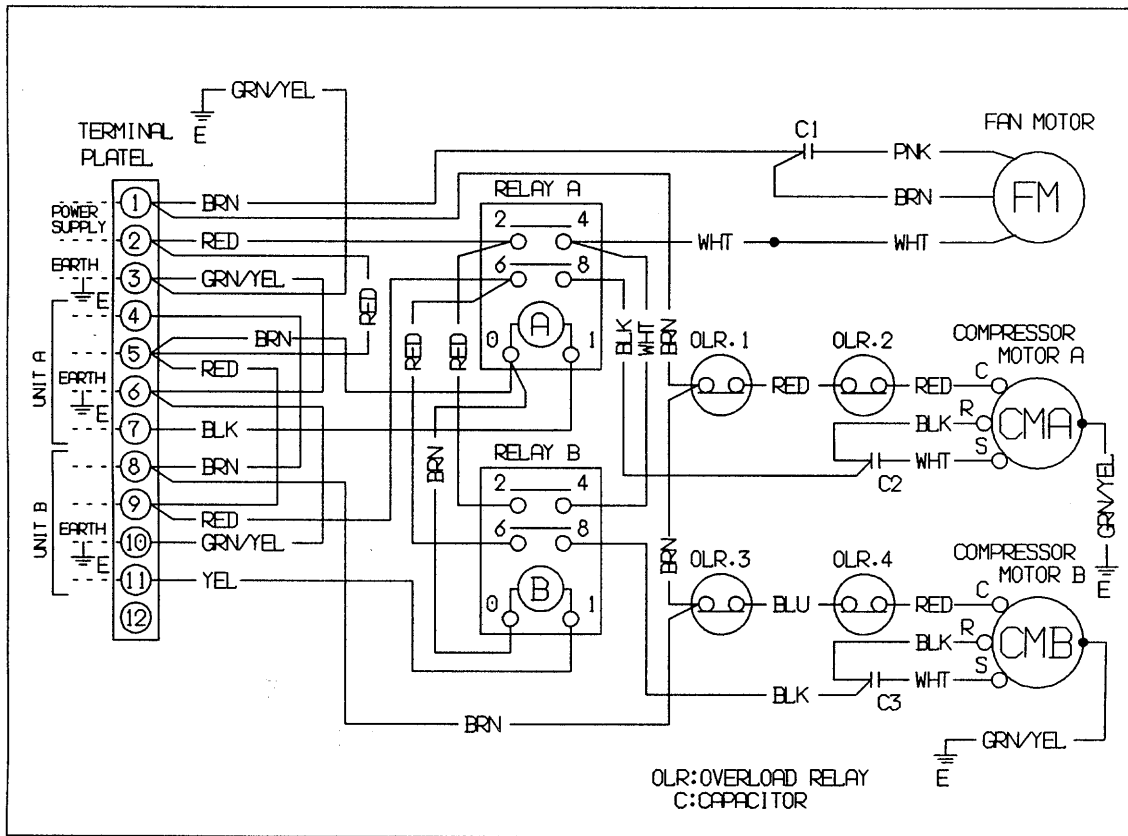 GRN/YEL
E
TERMINAL
PLATEL
C1
FAN MOTOR
PNK
BRN
FM
WHT
WHT
POWER
SUPPLY
EARTH
E
UNIT A
EARTH
E
UNIT B
EARTH
E
1
2
3
4
5
6
7
8
9
10
11
12
BRN
RED
GRN/YEL
RED
BRN
RED
BLK
BRN
RED
GRN/YEL
YEL
RELAY A
2
4
6
8
A
0
1
RED
RED
BLK
WHT
BRN
BRN
RELAY B
2
4
6
8
B
0
1
OLR.1
RED
OLR.2
RED
COMPRESSOR
MOTOR A
C
R
S
CMA
BLK
WHT
C2
GRN/YEL
E
BRN
OLR.3
BLU
OLR.4
RED
COMPRESSOR
MOTOR B
C
R
S
CMB
BLK
WHT
C3
BLK
BRN
GRN/YEL
E
OLR:OVERLOAD RELAY
C:CAPACITOR